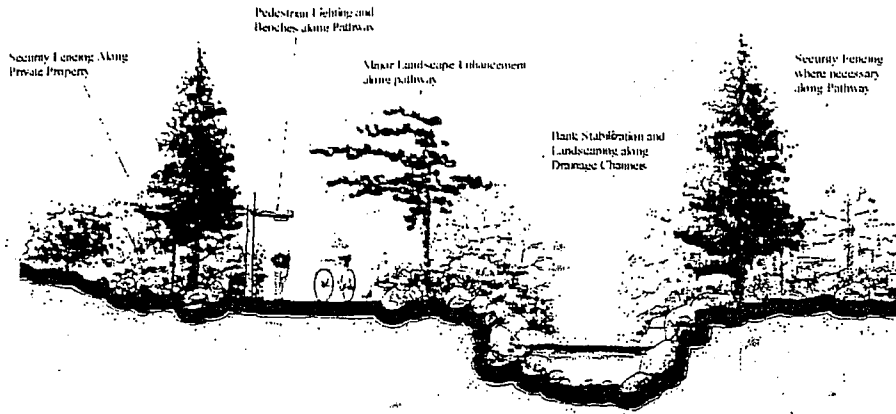 Security Fencing Along
Private Property
Pedestrian Lighting and
Benches along Pathway
Minor Landscape Enhancement
along pathway
Bank Stabilization and
Landscaping along
Drainage Channels
Security Fencing
where necessary
along Pathway